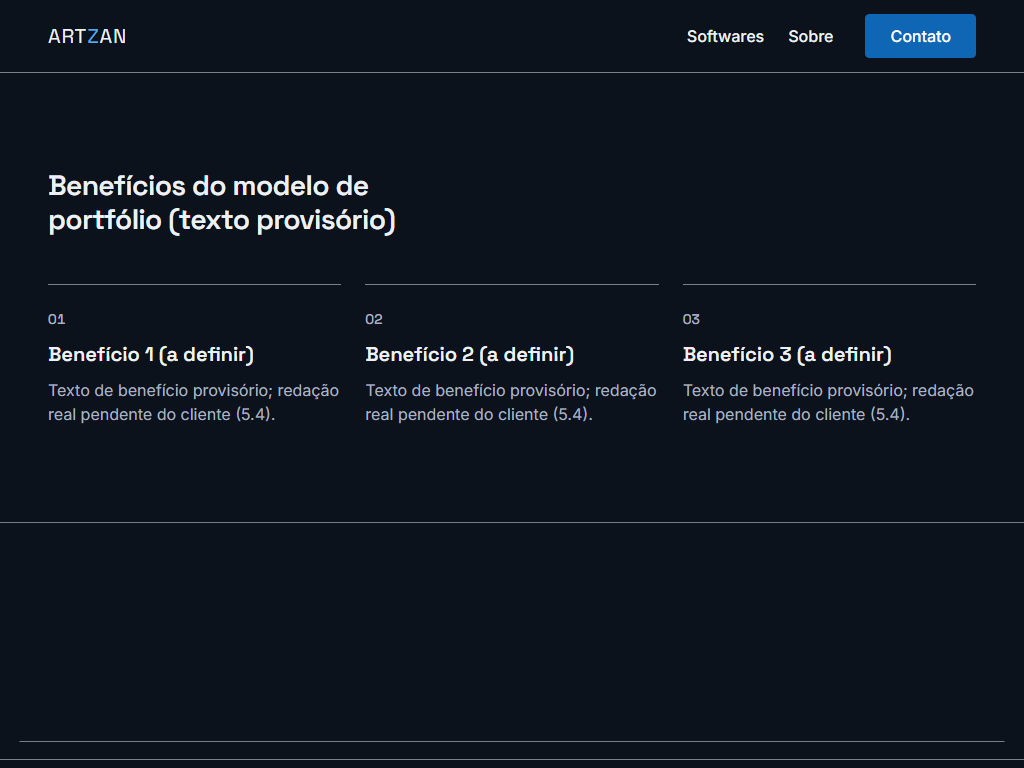 ARTZAN
Softwares
Sobre
Contato
Benefícios do modelo de
portfólio (texto provisório)
01
Benefício 1 (a definir)
Texto de benefício provisório; redação
real pendente do cliente (5.4).
02
Benefício 2 (a definir)
Texto de benefício provisório; redação
real pendente do cliente (5.4).
03
Benefício 3 (a definir)
Texto de benefício provisório; redação
real pendente do cliente (5.4).